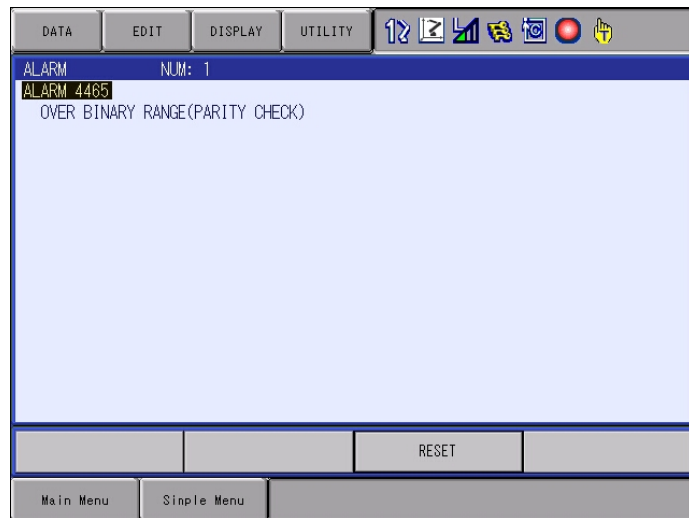 DATA EDIT DISPLAY UTILITY
ALARM NUM: 1
ALARM 4465
OVER BINARY RANGE(PARITY CHECK)
RESET
Main Menu Simple Menu